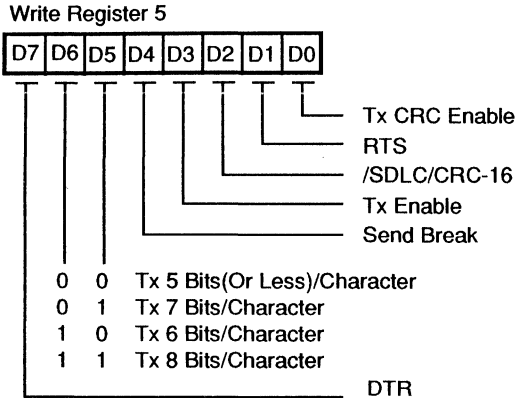 Write Register 5
D7 D6 D5 D4 D3 D2 D1 D0
Tx CRC Enable
RTS
/SDLC/CRC-16
Tx Enable
Send Break
0 0 Tx 5 Bits(Or Less)/Character
0 1 Tx 7 Bits/Character
1 0 Tx 6 Bits/Character
1 1 Tx 8 Bits/Character
DTR